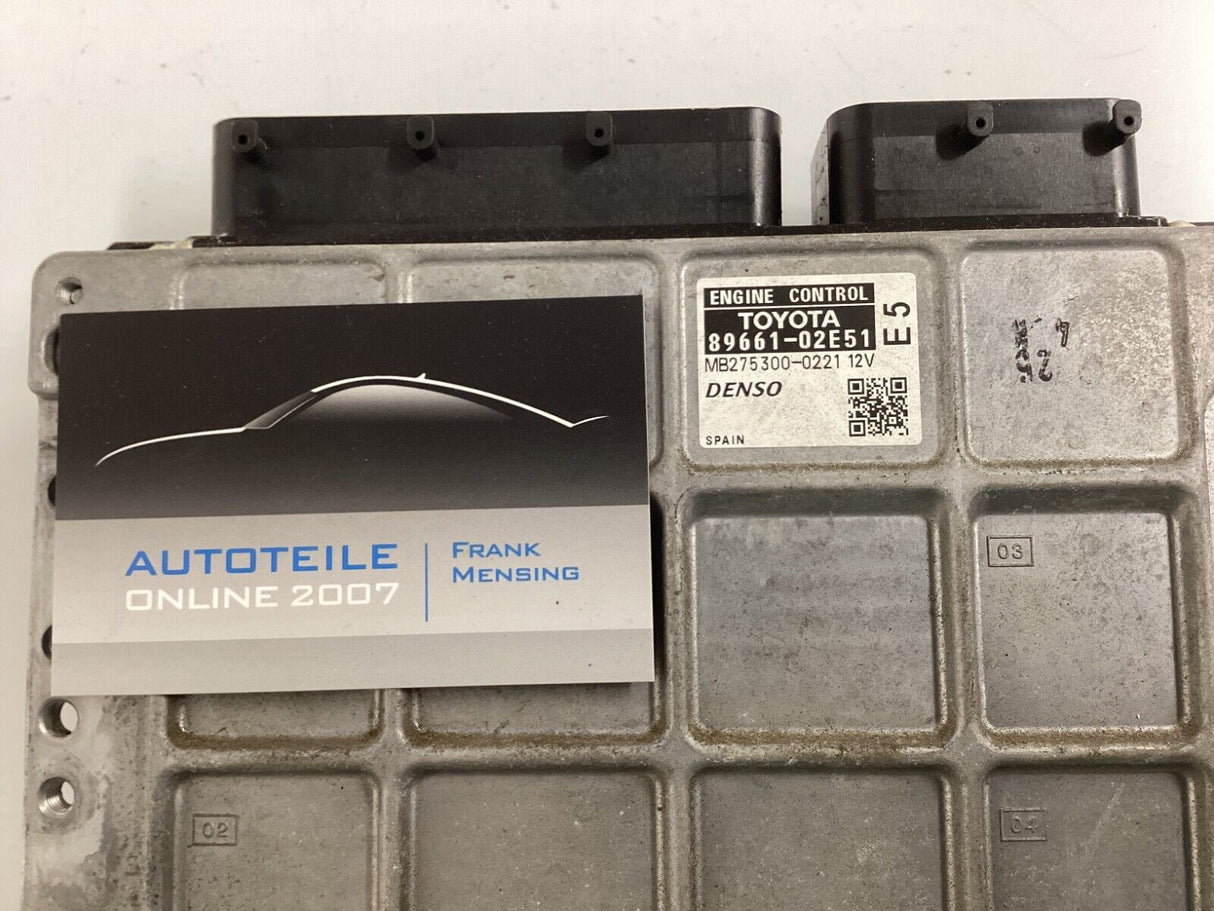 ENGINE CONTROL
TOYOTA
89661-02E51
E5
MB275300-0221 12V
DENSO
SPAIN
AUTOTEILE
ONLINE 2007
FRANK
MENSING
03
02
04